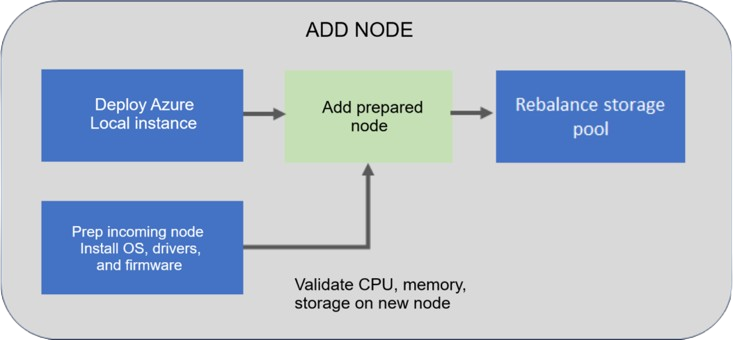 ADD NODE
Deploy Azure
Local instance
Add prepared
node
Rebalance storage
pool
Prep incoming node
Install OS, drivers,
and firmware
Validate CPU, memory,
storage on new node